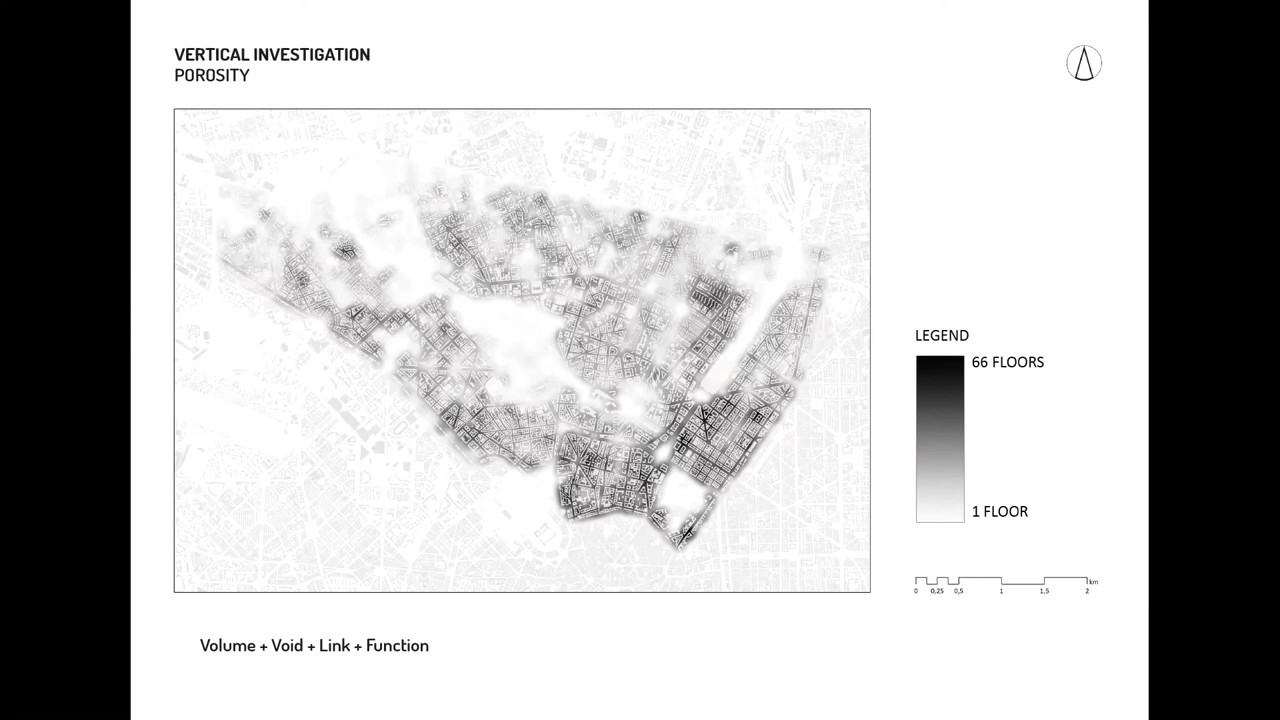 VERTICAL INVESTIGATION
POROSITY
LEGEND
66 FLOORS
1 FLOOR
km
0 0,25 0,5 1 1,5 2
Volume + Void + Link + Function